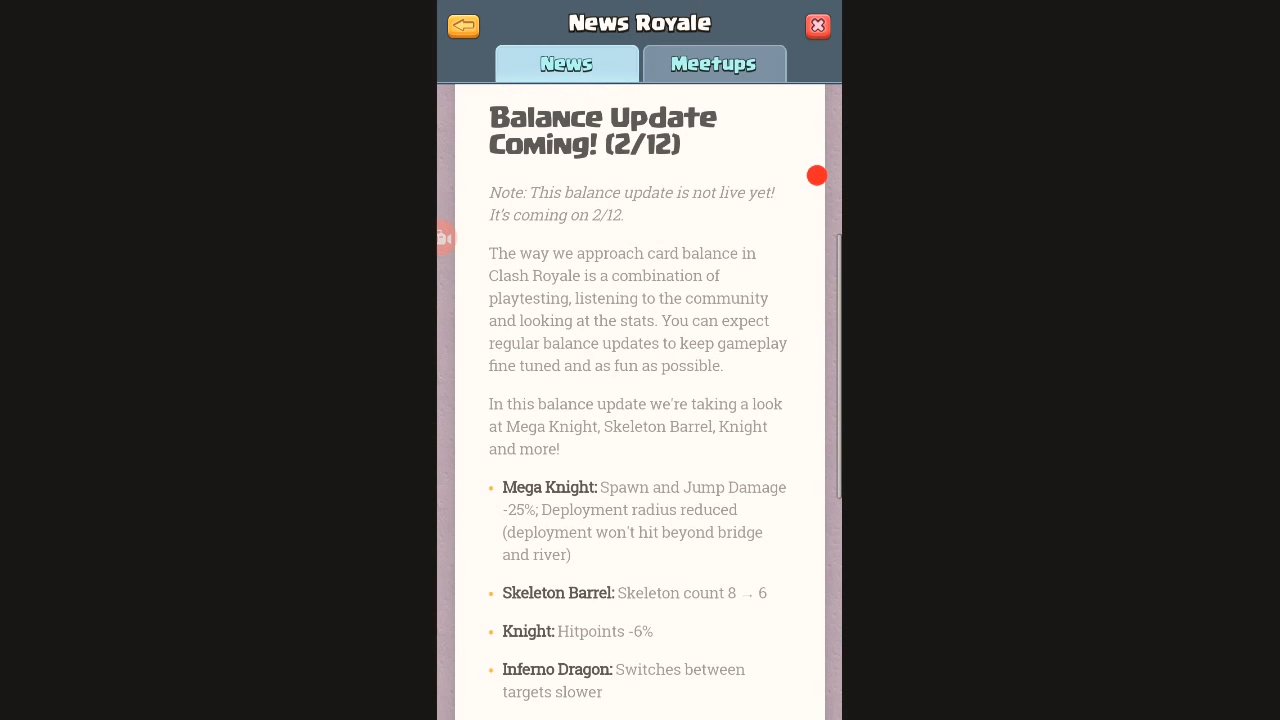 News Royale
News
Meetups
Balance Update
Coming! (2/12)
Note: This balance update is not live yet!
It's coming on 2/12.
The way we approach card balance in
Clash Royale is a combination of
playtesting, listening to the community
and looking at the stats. You can expect
regular balance updates to keep gameplay
fine tuned and as fun as possible.
In this balance update we're taking a look
at Mega Knight, Skeleton Barrel, Knight
and more!
• Mega Knight: Spawn and Jump Damage
-25%; Deployment radius reduced
(deployment won't hit beyond bridge
and river)
• Skeleton Barrel: Skeleton count 8 → 6
• Knight: Hitpoints -6%
• Inferno Dragon: Switches between
targets slower